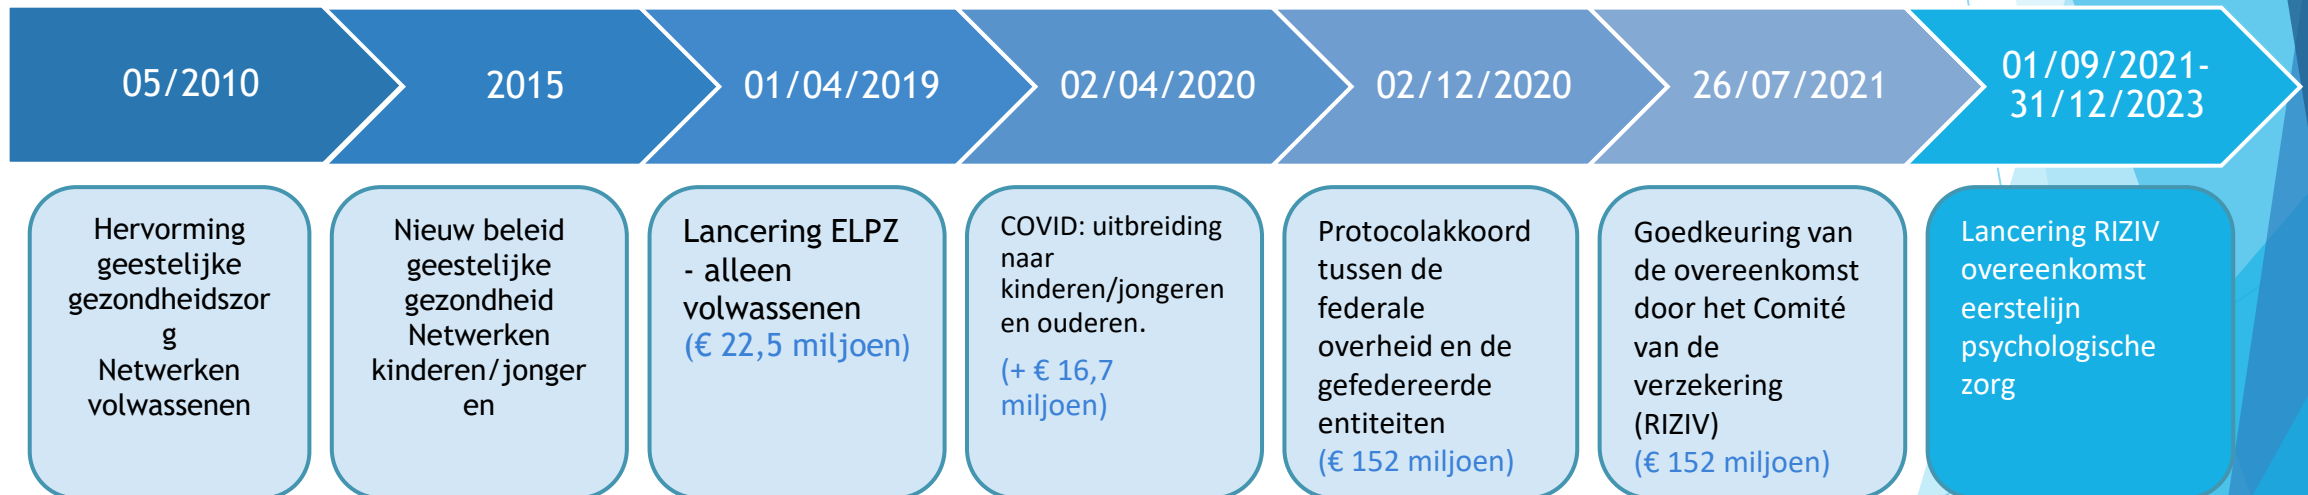 05/2010
2015
01/04/2019
02/04/2020
02/12/2020
26/07/2021
01/09/2021-
31/12/2023
Hervorming
geestelijke
gezondheidszor
g
Netwerken
volwassenen
Nieuw beleid
geestelijke
gezondheid
Netwerken
kinderen/jonger
en
Lancering ELPZ
- alleen
volwassenen
(€ 22,5 miljoen)
COVID: uitbreiding
naar
kinderen/jongeren
en ouderen.
(+ € 16,7
miljoen)
Protocolakkoord
tussen de
federale
overheid en de
gefedereerde
entiteiten
(€ 152 miljoen)
Goedkeuring van
de overeenkomst
door het Comité
van de
verzekering
(RIZIV)
(€ 152 miljoen)
Lancering RIZIV
overeenkomst
eerstelijn
psychologische
zorg